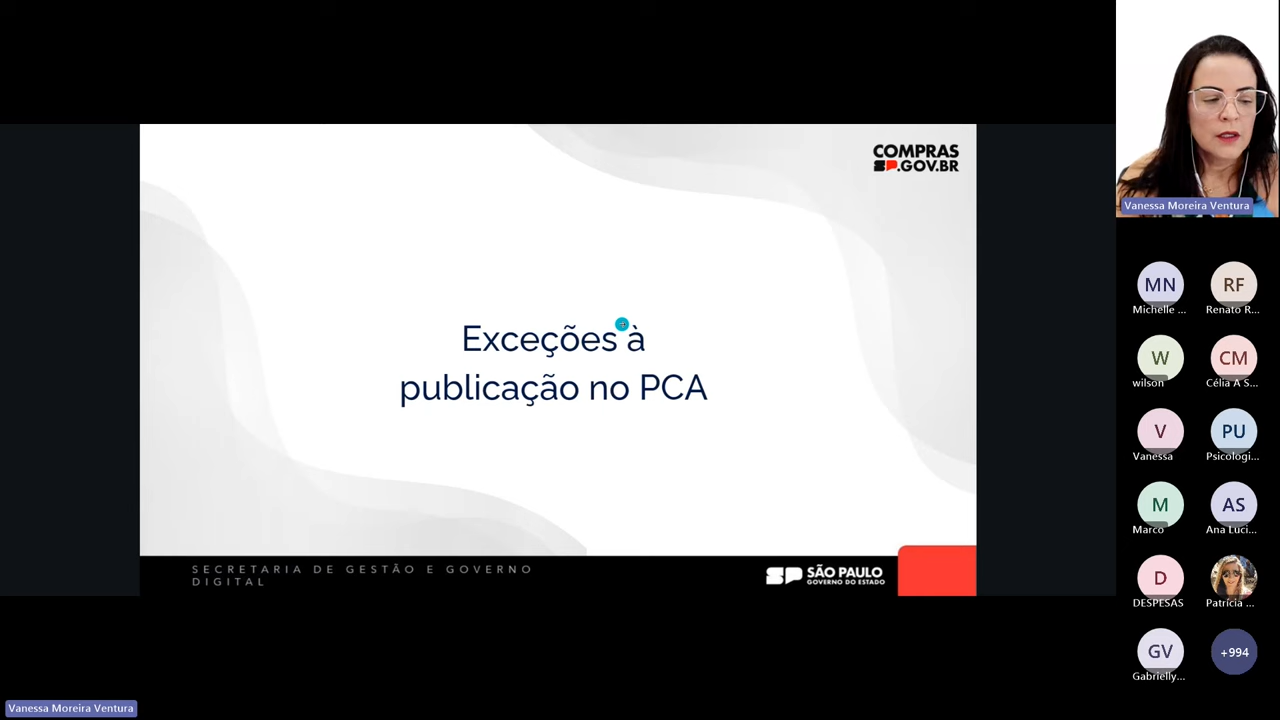 COMPRAS
SP.GOV.BR
Exceções à
publicação no PCA
SECRETARIA DE GESTÃO E GOVERNO
DIGITAL
SP SÃO PAULO
GOVERNO DO ESTADO
Vanessa Moreira Ventura
MN
RF
Michelle ...
Renato R...
W
CM
wilson
Célia A S...
V
PU
Vanessa
Psicologi...
M
AS
Marco
Ana Luci...
D
DESPESAS
Patrícia ...
GV
+994
Gabrielly...
Vanessa Moreira Ventura